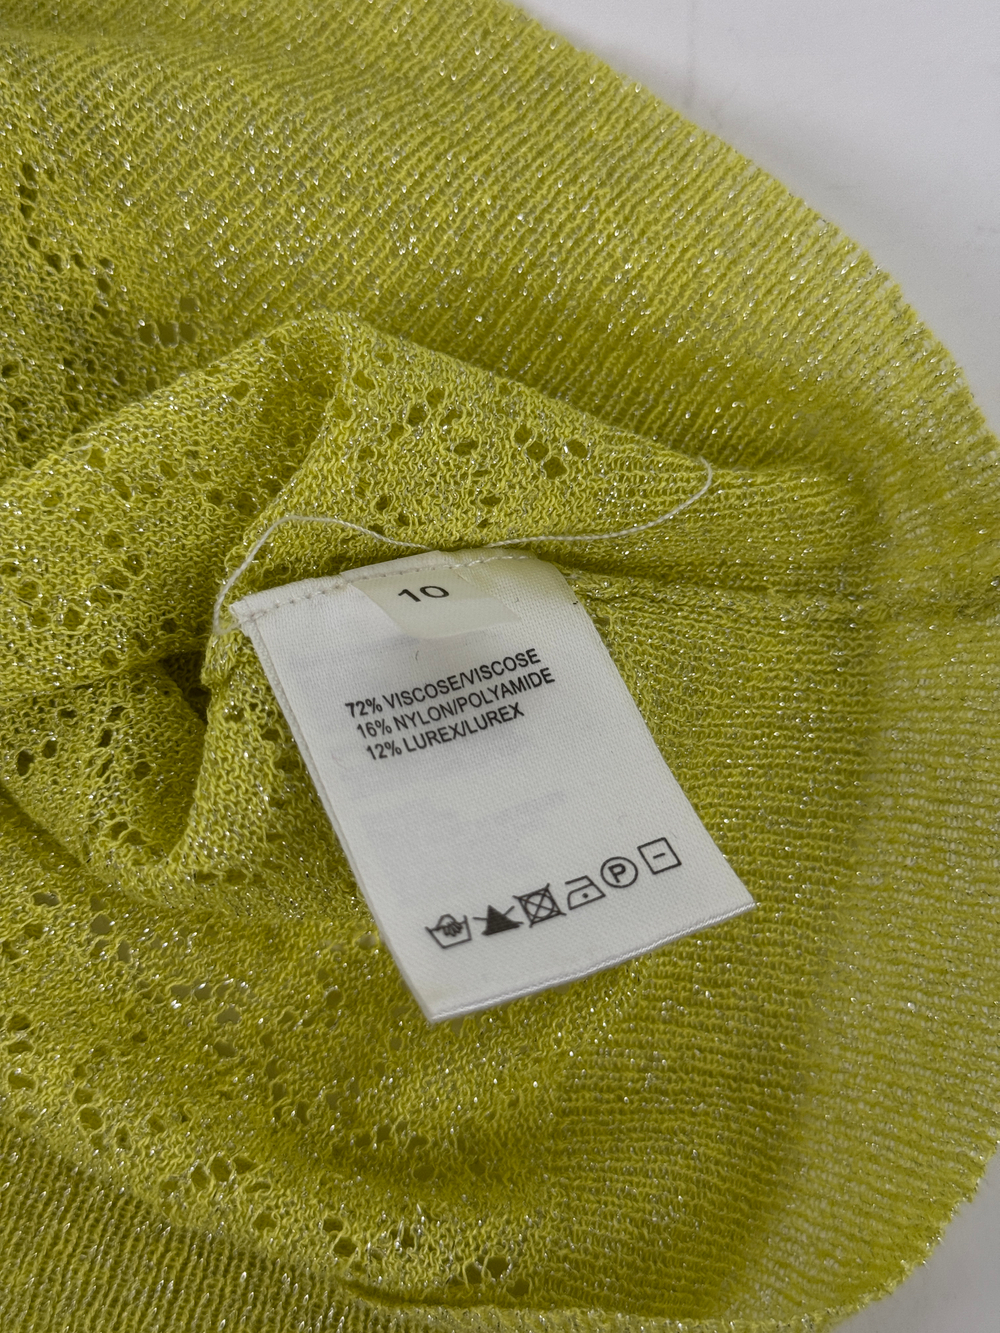 10
72% VISCOSE/VISCOSE
16% NYLON/POLYAMIDE
12% LUREX/LUREX
P